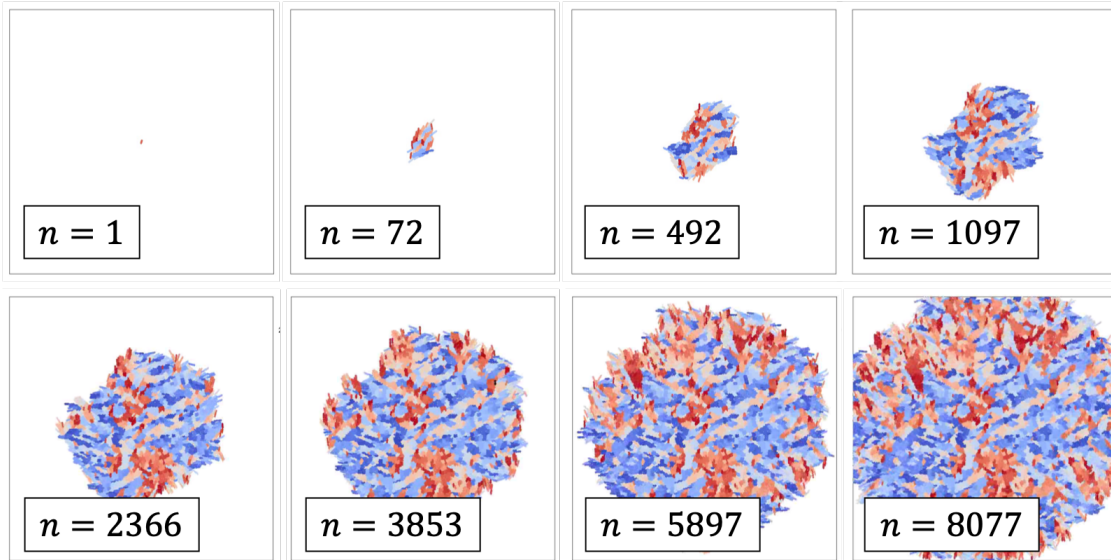 n = 1
n = 72
n = 492
n = 1097
n = 2366
n = 3853
n = 5897
n = 8077